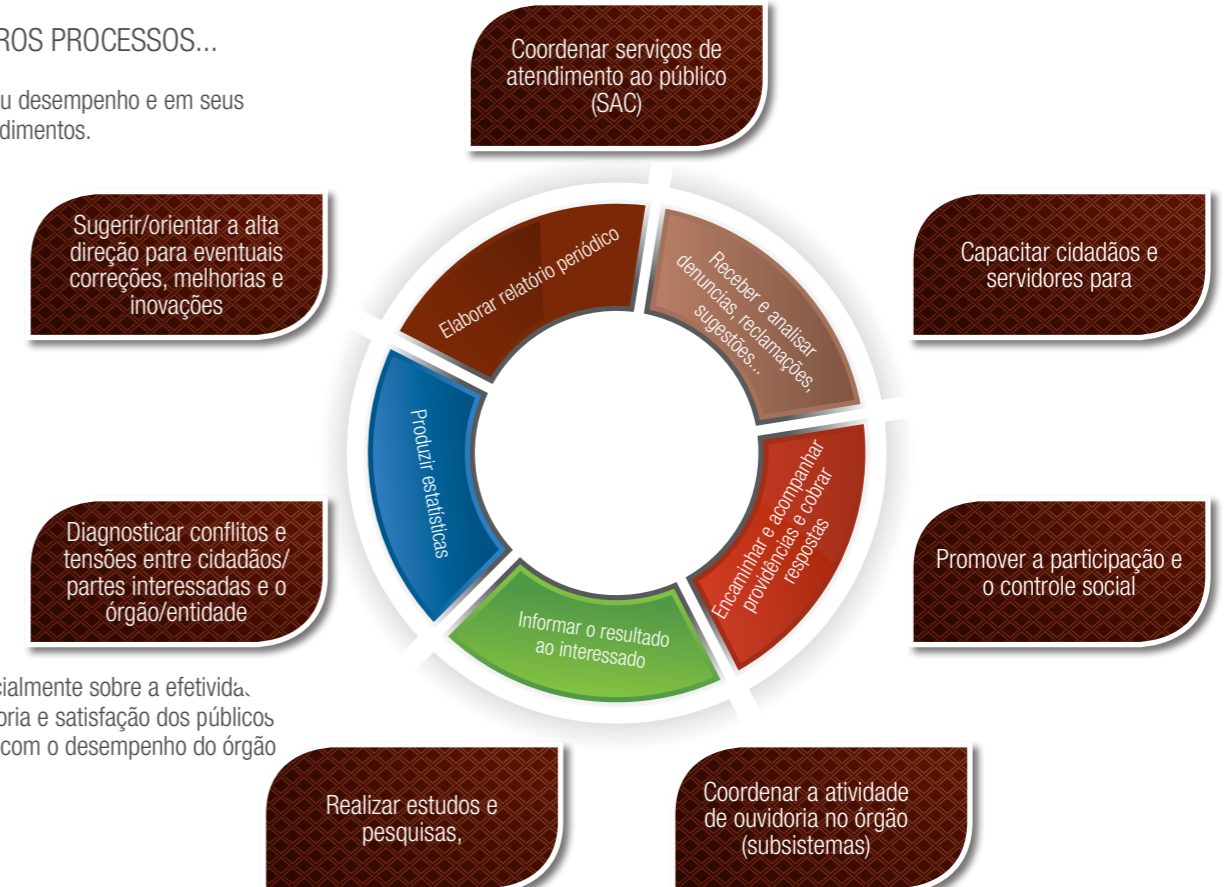 ROS PROCESSOS...
u desempenho e em seus
dimentos.
Coordenar serviços de
atendimento ao público
(SAC)
Sugerir/orientar a alta
direção para eventuais
correções, melhorias e
inovações
Capacitar cidadãos e
servidores para
Elaborar relatório periódico
Receber e analisar
denuncias, reclamações,
sugestões...
Produzir estatísticas
Encaminhar e acompanhar
providências e cobrar
respostas
Informar o resultado
ao interessado
Diagnosticar conflitos e
tensões entre cidadãos/
partes interessadas e o
órgão/entidade
Promover a participação e
o controle social
cialmente sobre a
oria e satisfação dos públicos
com o desempenho do órgão
Realizar estudos e
pesquisas,
Coordenar a atividade
de ouvidoria no órgão
(subsistemas)